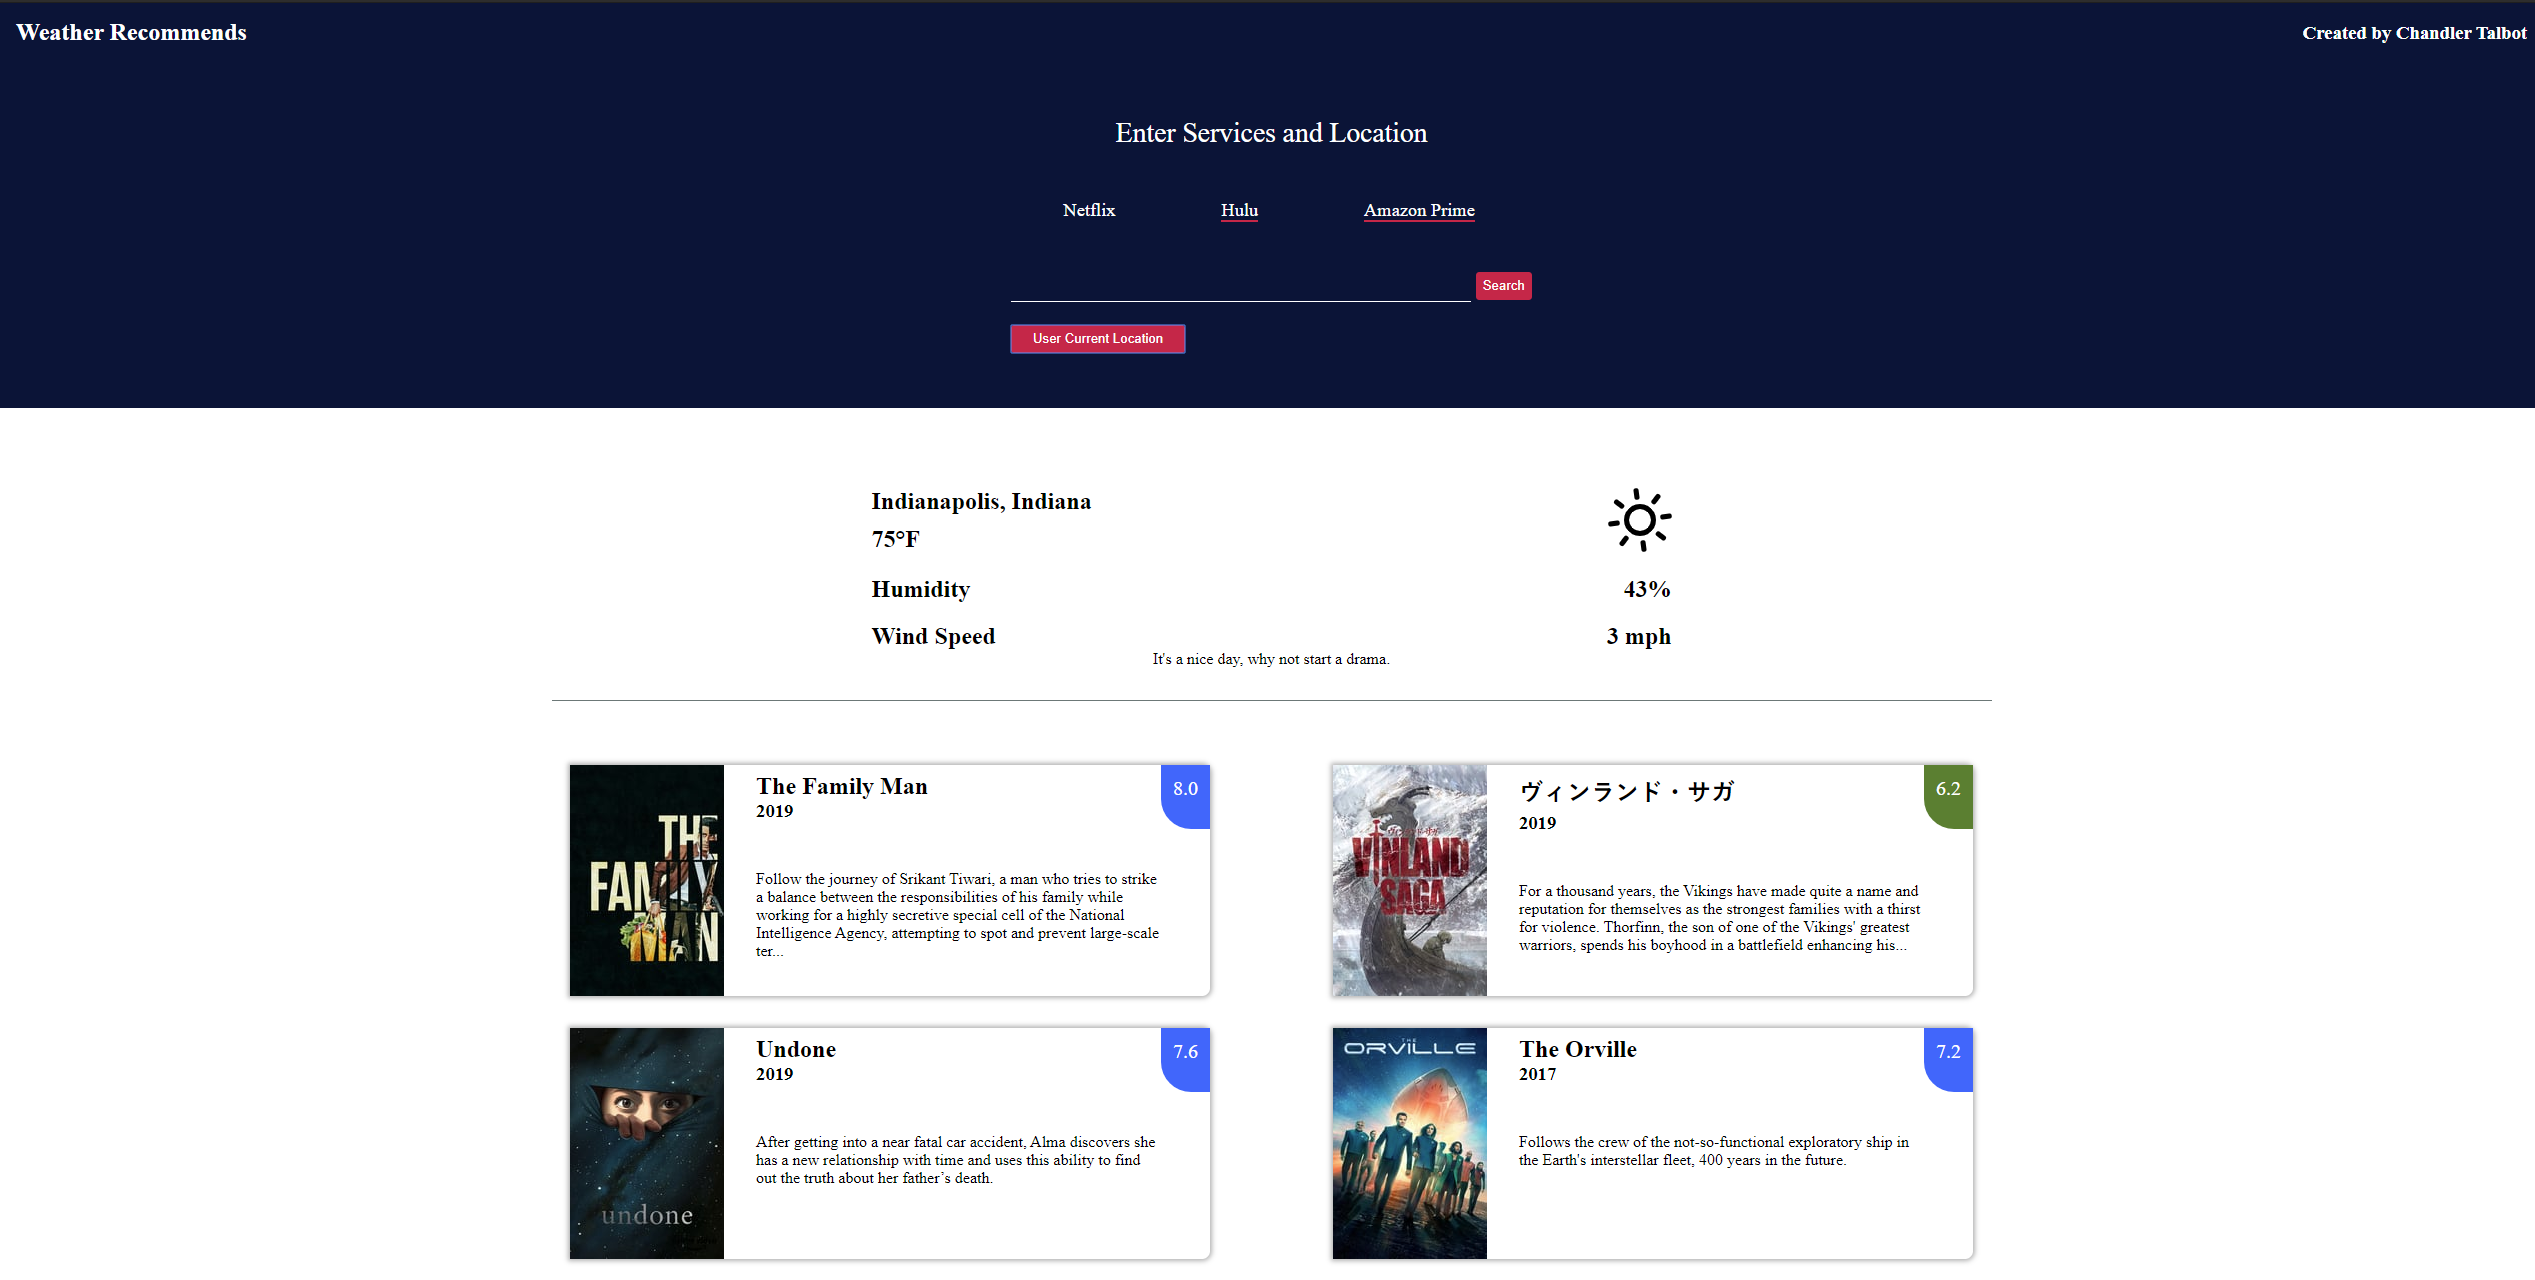 Weather Recommends
Created by Chandler Talbot
Enter Services and Location
Netflix
Hulu
Amazon Prime
Search
User Current Location
Indianapolis, Indiana
75°F
Humidity
43%
Wind Speed
3 mph
It's a nice day, why not start a drama.
THE
FAMILY
MAN
The Family Man
2019
8.0
Follow the journey of Srikant Tiwari, a man who tries to strike
a balance between the responsibilities of his family while
working for a highly secretive special cell of the National
Intelligence Agency, attempting to spot and prevent large-scale
ter...
ヴィンランド・サガ
VINLAND
SAGA
ヴィンランド・サガ
2019
6.2
For a thousand years, the Vikings have made quite a name and
reputation for themselves as the strongest families with a thirst
for violence. Thorfinn, the son of one of the Vikings' greatest
warriors, spends his boyhood in a battlefield enhancing his...
undone
Undone
2019
7.6
After getting into a near fatal car accident, Alma discovers she
has a new relationship with time and uses this ability to find
out the truth about her father’s death.
THE
ORVILLE
The Orville
2017
7.2
Follows the crew of the not-so-functional exploratory ship in
the Earth's interstellar fleet, 400 years in the future.